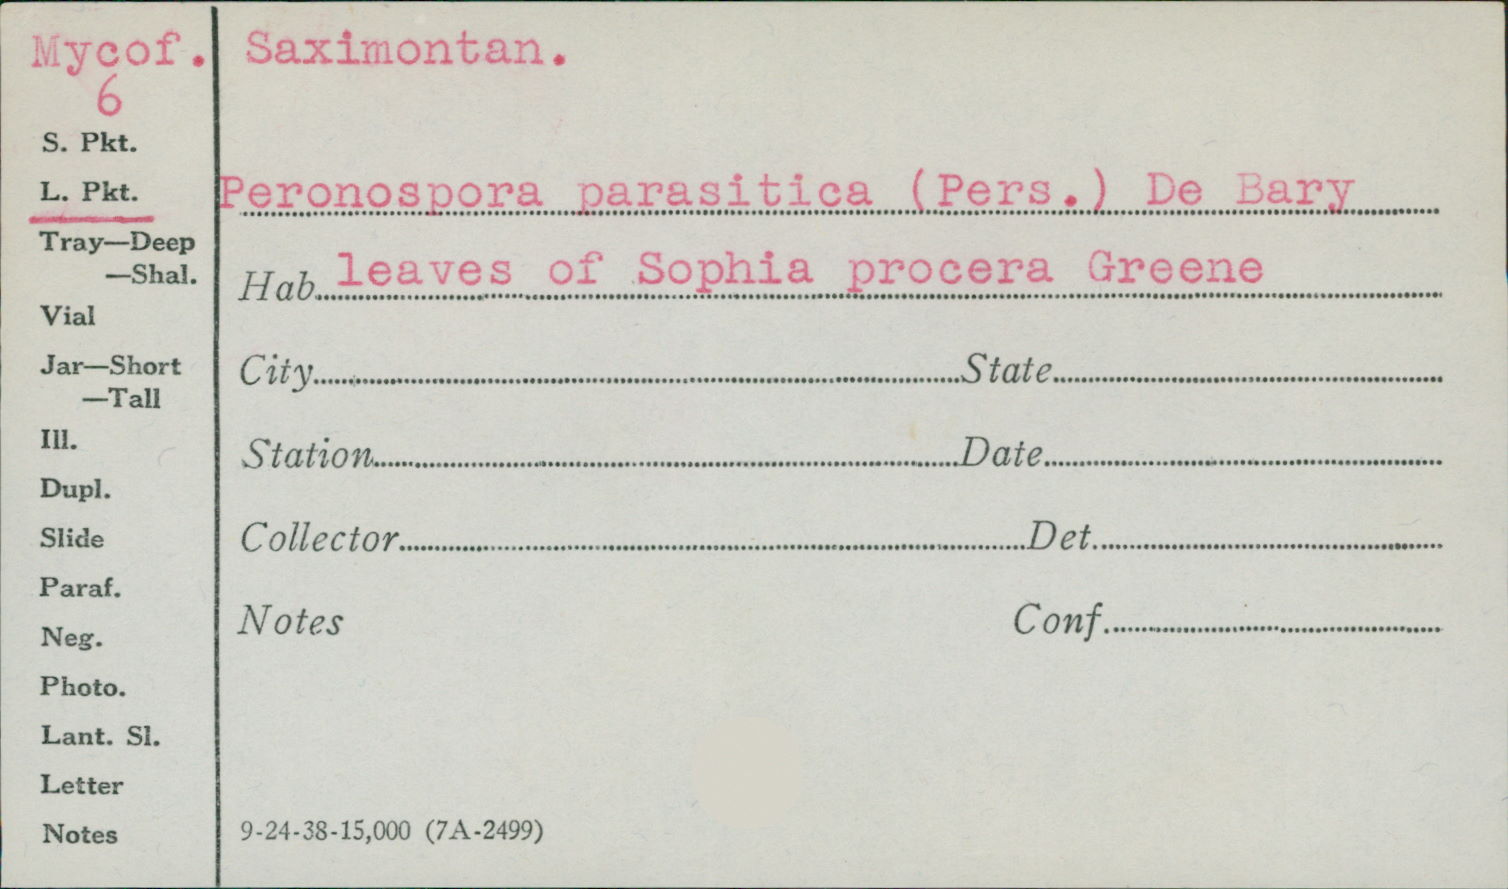 Mycof. Saximontan.
6
S. Pkt.
L. Pkt. Peronospora parasitica (Pers.) De Bary
Tray—Deep
—Shal.
Hab. leaves of Sophia procera Greene
Vial
Jar—Short
—Tall
City State
Ill.
Station Date
Dupl.
Slide
Collector Det.
Paraf.
Neg.
Notes Conf.
Photo.
Lant. Sl.
Letter
Notes
9-24-38-15,000 (7A-2499)